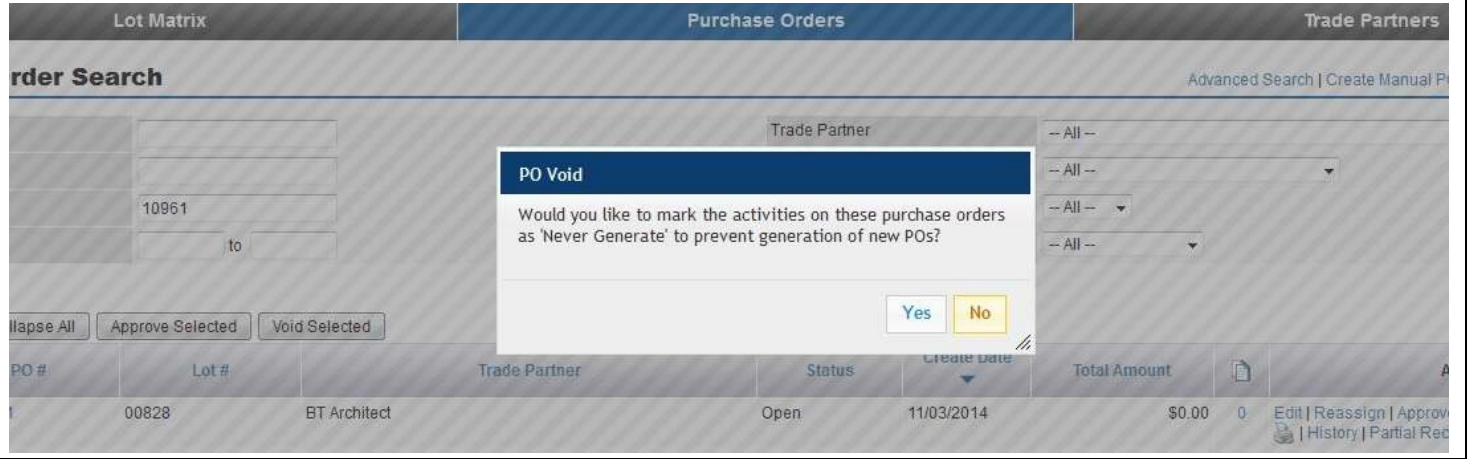 Lot Matrix Purchase Orders Trade Partners
rder Search
Advanced Search | Create Manual P
Trade Partner -- All --
PO Void
-- All --
Would you like to mark the activities on these purchase orders
as 'Never Generate' to prevent generation of new POs?
10961 -- All --
to -- All --
Yes No
llapse All Approve Selected Void Selected
PO # Lot # Trade Partner Status Create Date Total Amount A
1 00828 BT Architect Open 11/03/2014 $0.00 0 Edit | Reassign | Approv
| History | Partial Rec